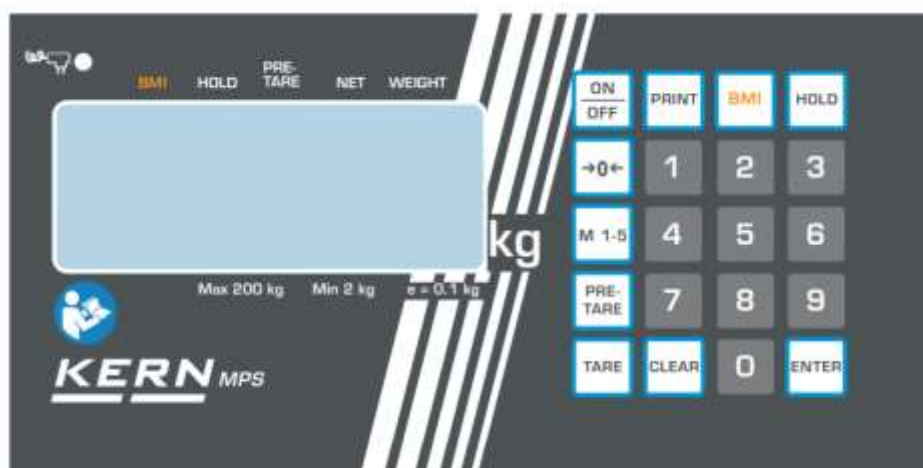 BMI HOLD PRE-TARE NET WEIGHT
kg
Max 200 kg Min 2 kg e = 0.1 kg
KERN MPS
ON OFF PRINT BMI HOLD
→0← 1 2 3
M 1-5 4 5 6
PRE-TARE 7 8 9
TARE CLEAR 0 ENTER